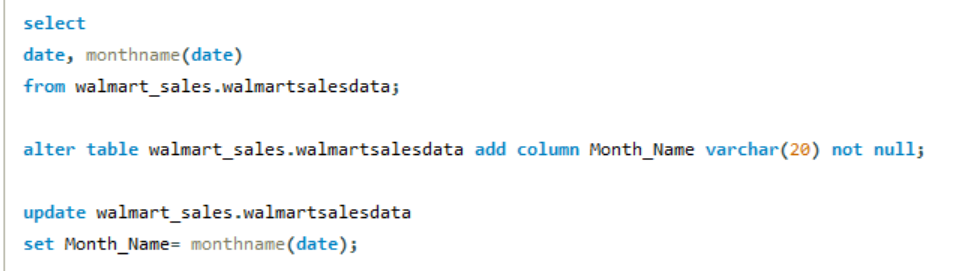 select
date, monthname(date)
from walmart_sales.walmartsalesdata;
alter table walmart_sales.walmartsalesdata add column Month_Name varchar(20) not null;
update walmart_sales.walmartsalesdata
set Month_Name= monthname(date);